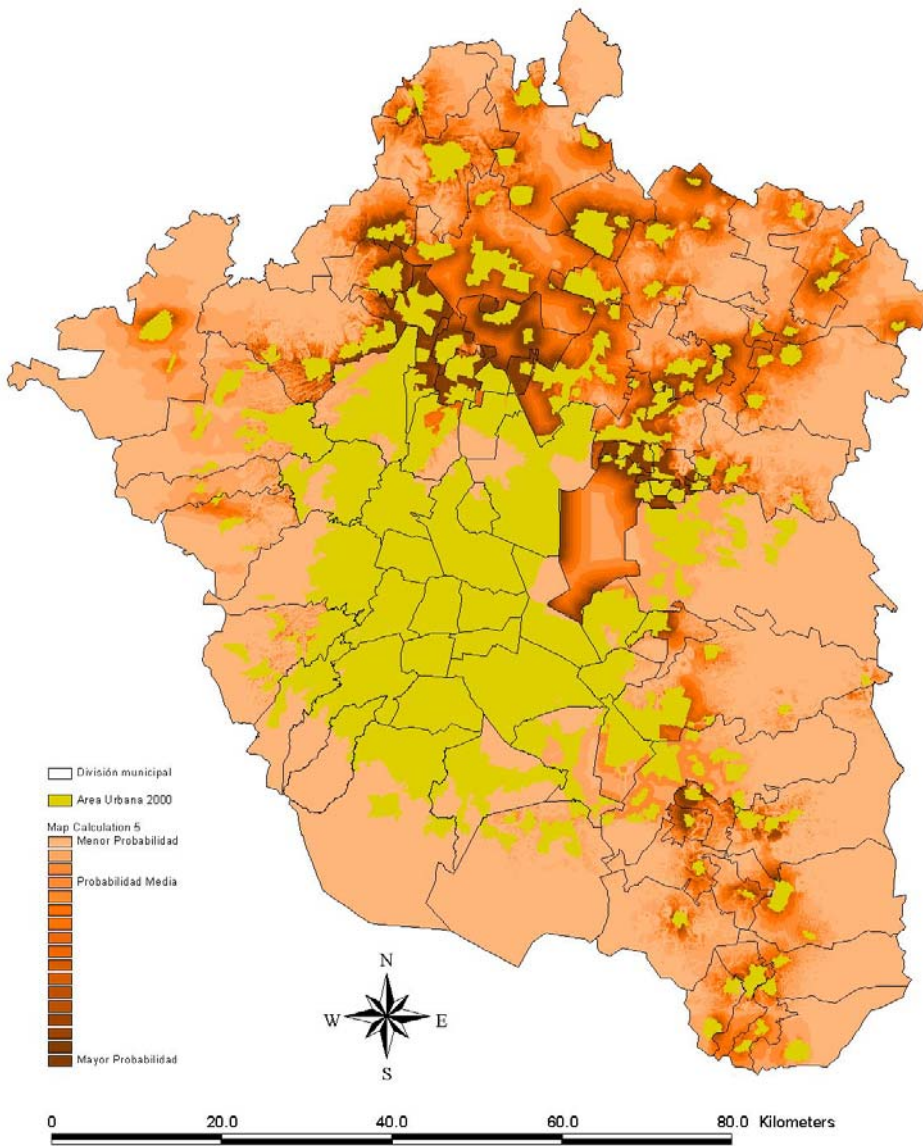 División municipal
Area Urbana 2000
Map Calculation 5
Menor Probabilidad
Probabilidad Media
Mayor Probabilidad
N
W E
S
0 20.0 40.0 60.0 80.0 Kilometers